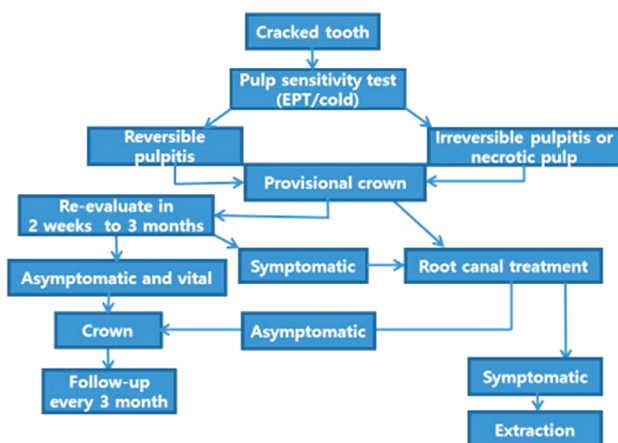 Cracked tooth
Pulp sensitivity test
(EPT/cold)
Reversible
pulpitis
Irreversible pulpitis or
necrotic pulp
Provisional crown
Re-evaluate in
2 weeks to 3 months
Symptomatic
Root canal treatment
Asymptomatic and vital
Crown
Asymptomatic
Follow-up
every 3 month
Symptomatic
Extraction